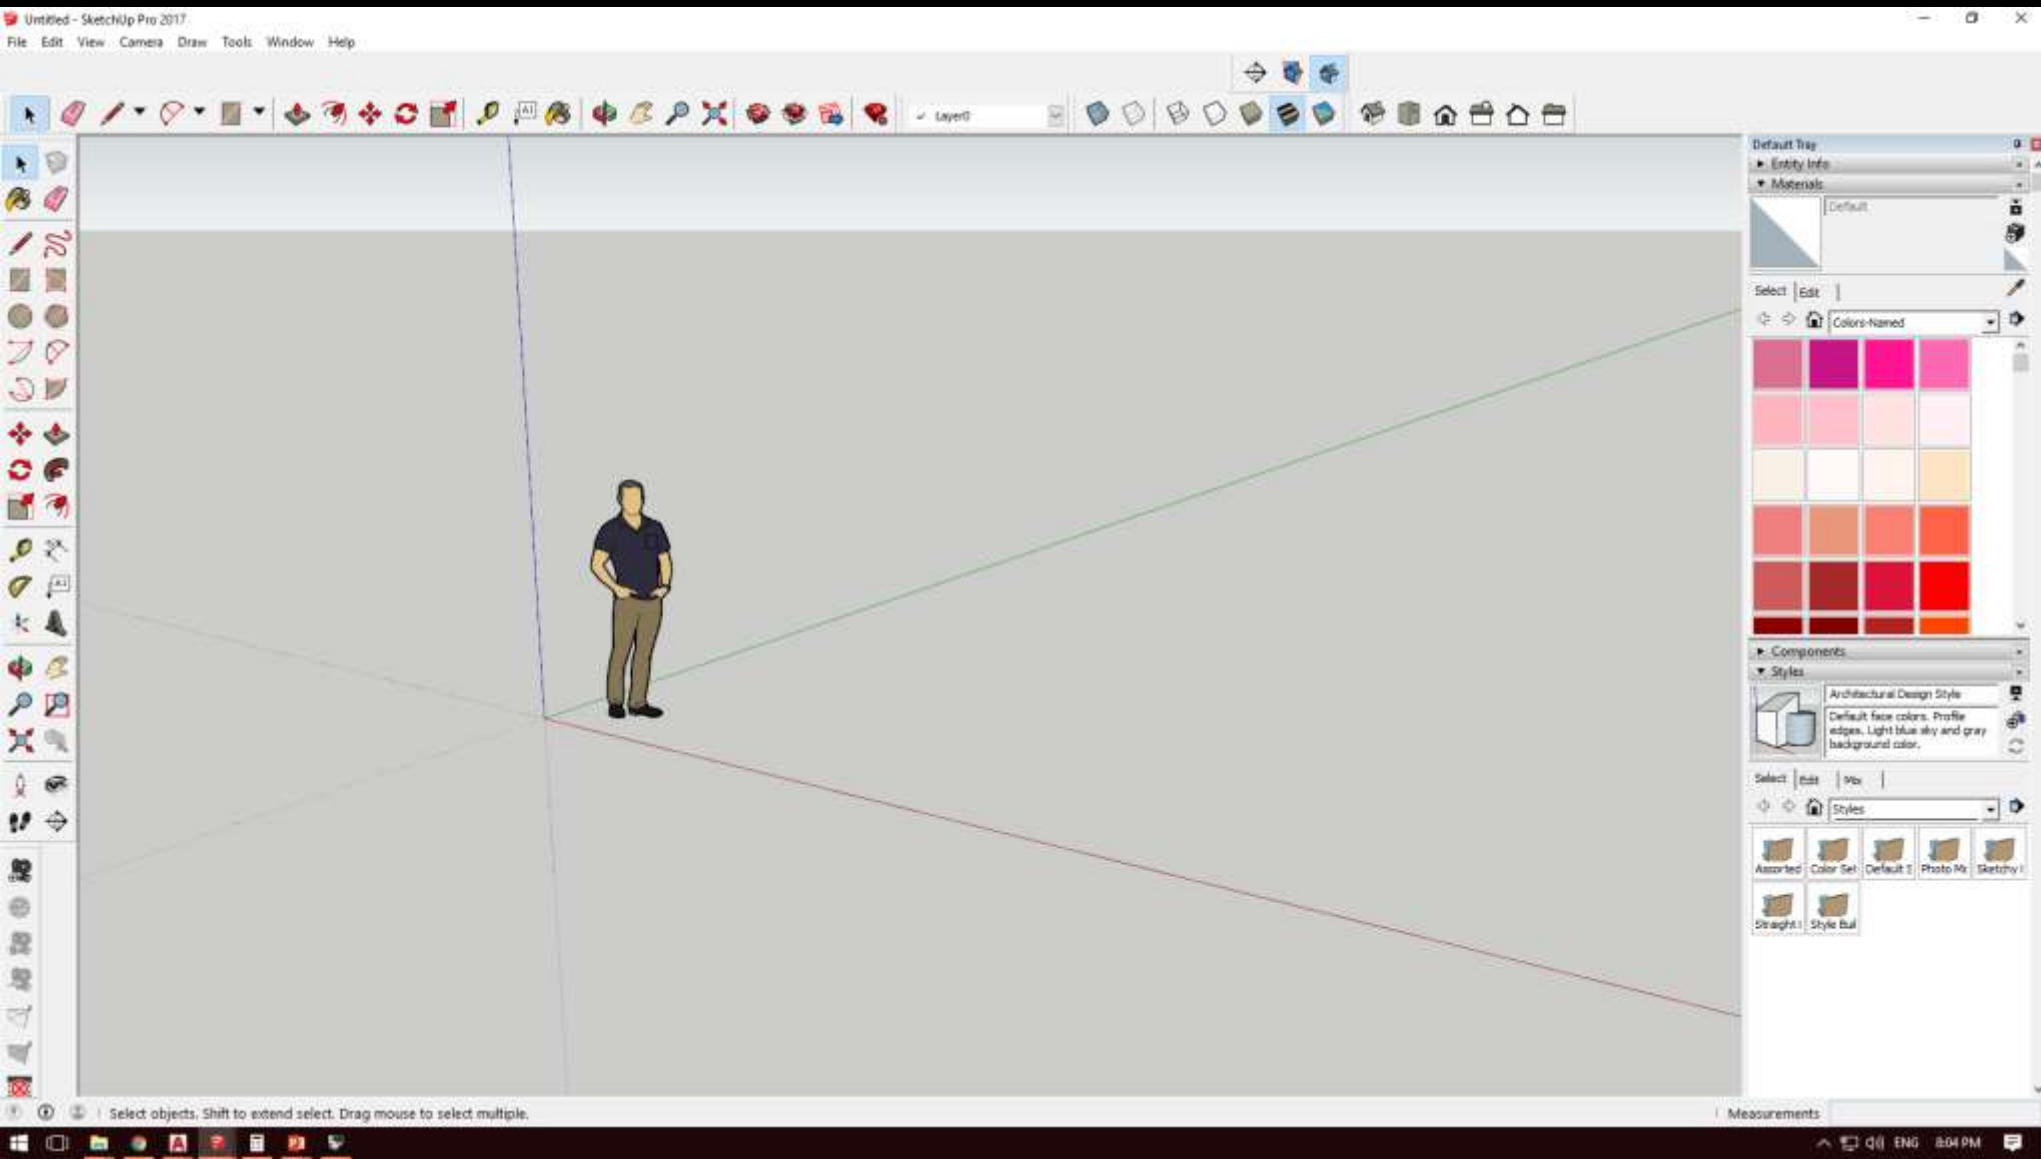 Untitled - SketchUp Pro 2017
File Edit View Camera Draw Tools Window Help
Layer0
Default Tray
Entity Info
Materials
Default
Select Edit
Colors-Named
Components
Styles
Architectural Design Style
Default face colors. Profile
edges. Light blue sky and gray
background color.
Select Edit Mix
Styles
Assorted Color Set Default S Photo Mo Sketchy
Straight Style Buil
Select objects. Shift to extend select. Drag mouse to select multiple.
Measurements
ENG 8:04 PM